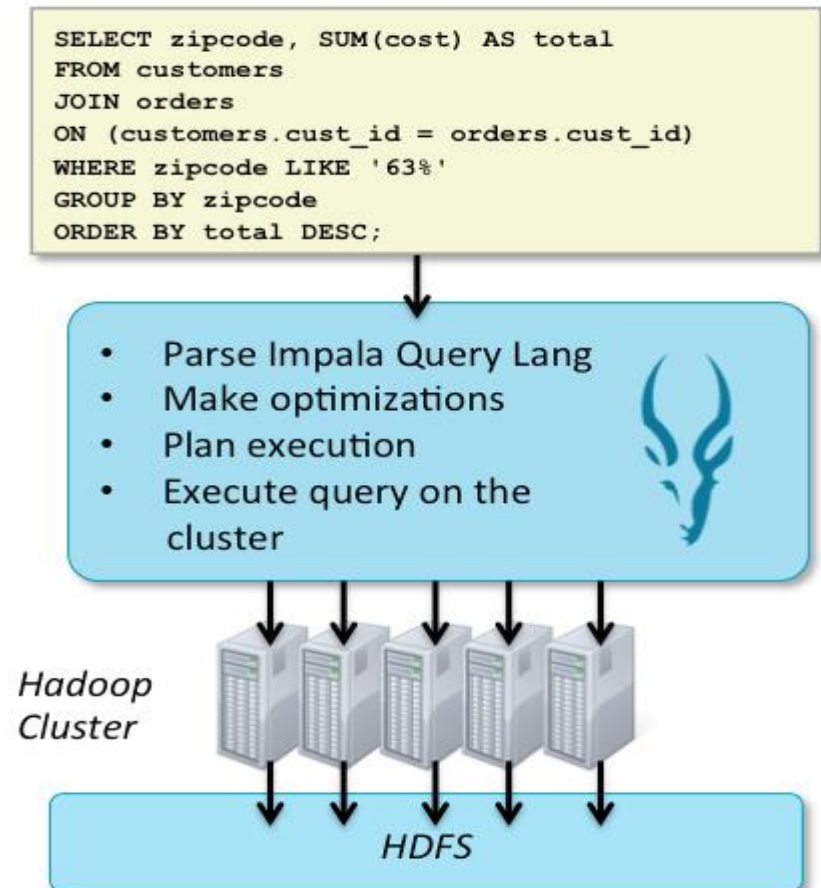 SELECT zipcode, SUM(cost) AS total
FROM customers
JOIN orders
ON (customers.cust_id = orders.cust_id)
WHERE zipcode LIKE '63%'
GROUP BY zipcode
ORDER BY total DESC;
• Parse Impala Query Lang
• Make optimizations
• Plan execution
• Execute query on the
cluster
Hadoop
Cluster
HDFS